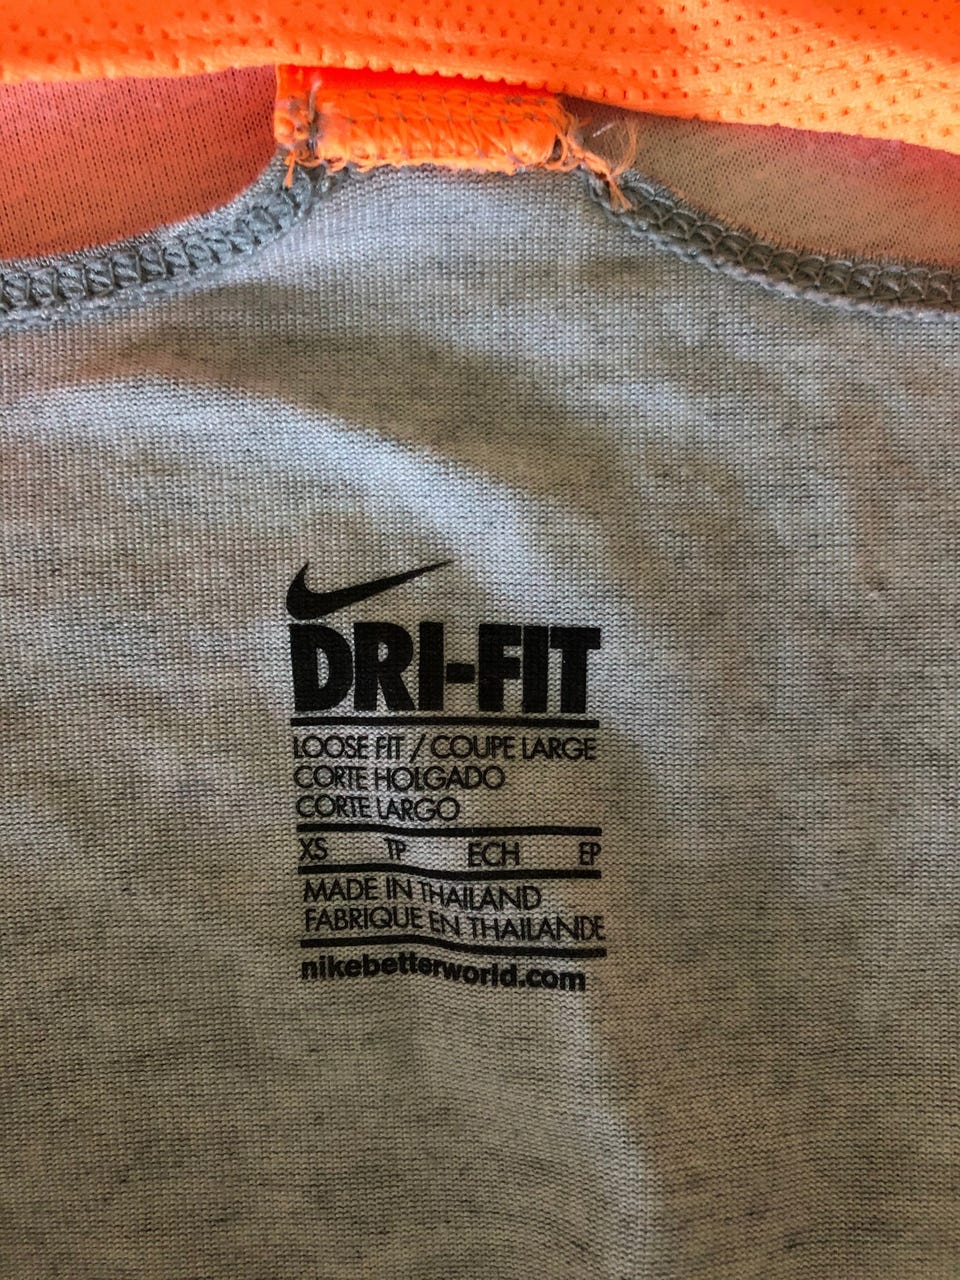 DRI-FIT
LOOSE FIT / COUPE LARGE
CORTE HOLGADO
CORTE LARGO
XS TP ECH EP
MADE IN THAILAND
FABRIQUE EN THAILANDE
nikebetterworld.com